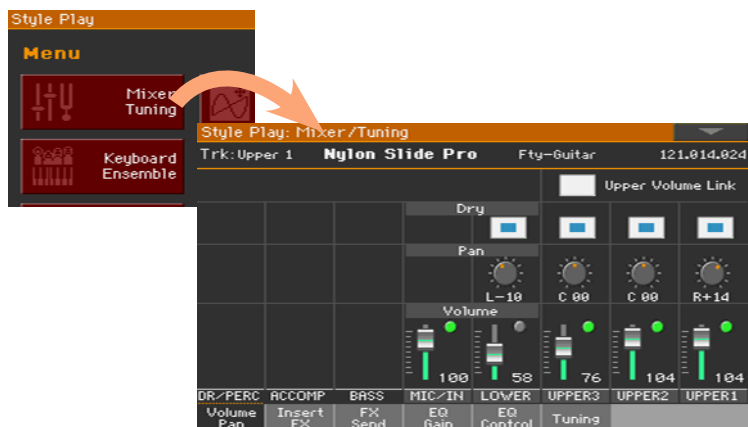 Style Play
Menu
Mixer
Tuning
Keyboard
Ensemble
Style Play: Mixer/Tuning
Trk:Upper 1 Nylon Slide Pro Fty-Guitar 121.014.024
Upper Volume Link
Dry
Pan
L-10 C 00 C 00 R+14
Volume
100 58 76 104 104
DR/PERC ACCOMP BASS MIC/IN LOWER UPPER3 UPPER2 UPPER1
Volume Insert FX EQ EQ Tuning
Pan FX Send Gain Control